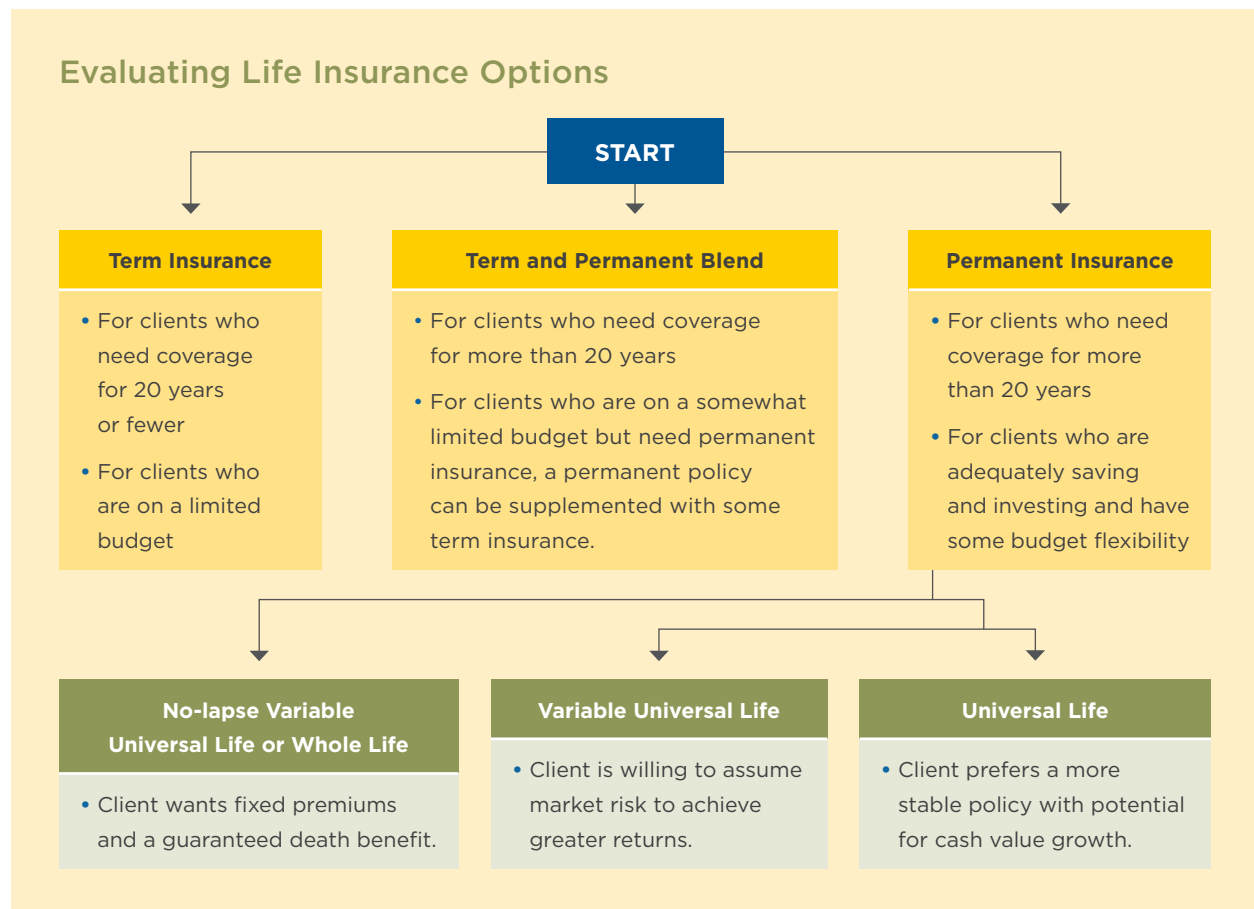 Evaluating Life Insurance Options
START
Term Insurance
• For clients who
need coverage
for 20 years
or fewer
• For clients who
are on a limited
budget
Term and Permanent Blend
• For clients who need coverage
for more than 20 years
• For clients who are on a somewhat
limited budget but need permanent
insurance, a permanent policy
can be supplemented with some
term insurance.
Permanent Insurance
• For clients who need
coverage for more
than 20 years
• For clients who are
adequately saving
and investing and have
some budget flexibility
No-lapse Variable
Universal Life or Whole Life
• Client wants fixed premiums
and a guaranteed death benefit.
Variable Universal Life
• Client is willing to assume
market risk to achieve
greater returns.
Universal Life
• Client prefers a more
stable policy with potential
for cash value growth.